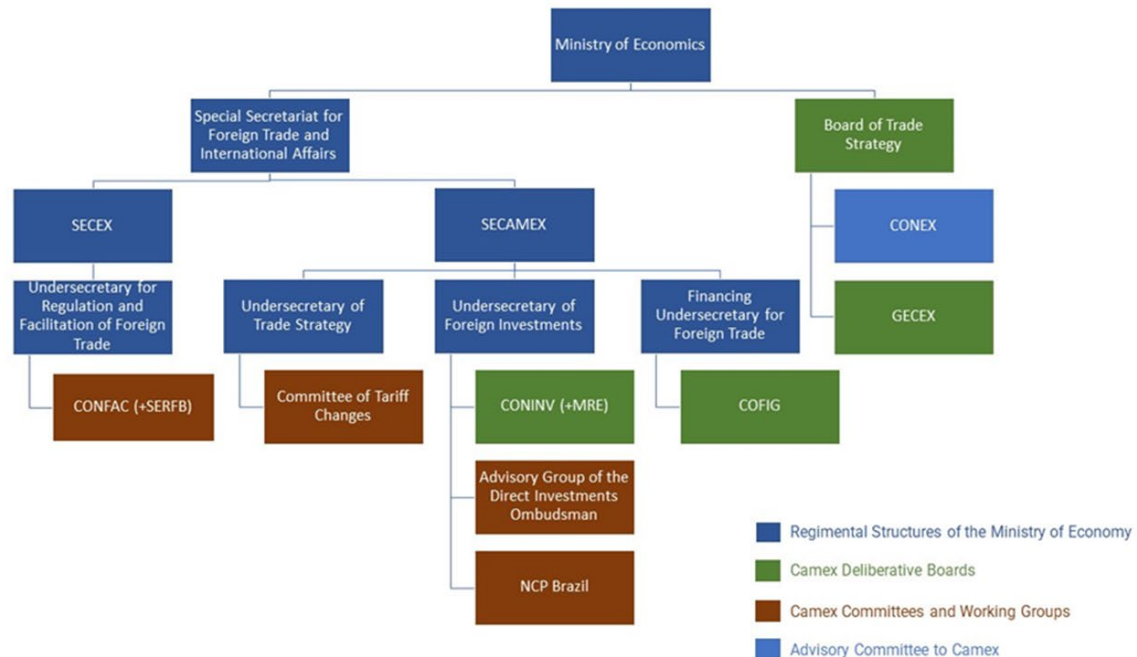 Ministry of Economics
Special Secretariat for
Foreign Trade and
International Affairs
Board of Trade
Strategy
SECEX
SECAMEX
CONEX
Undersecretary for
Regulation and
Facilitation of Foreign
Trade
Undersecretary of
Trade Strategy
Undersecretary of
Foreign Investments
Financing
Undersecretary for
Foreign Trade
GECEX
CONFAC (+SERFB)
Committee of Tariff
Changes
CONINV (+MRE)
COFIG
Advisory Group of the
Direct Investments
Ombudsman
NCP Brazil
Regimental Structures of the Ministry of Economy
Camex Deliberative Boards
Camex Committees and Working Groups
Advisory Committee to Camex